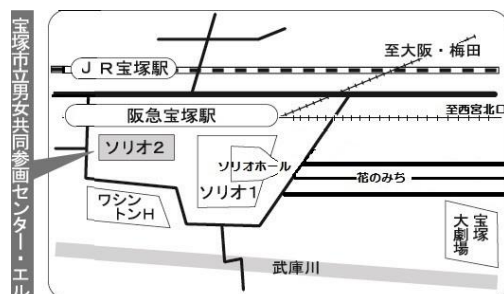 宝塚市立男女共同参画センター・エル
至大阪・梅田
JR宝塚駅
阪急宝塚駅
至西宮北口
ソリオ2
ソリオホール
ソリオ1
花のみち
ワシン
トンH
宝塚
大劇場
武庫川